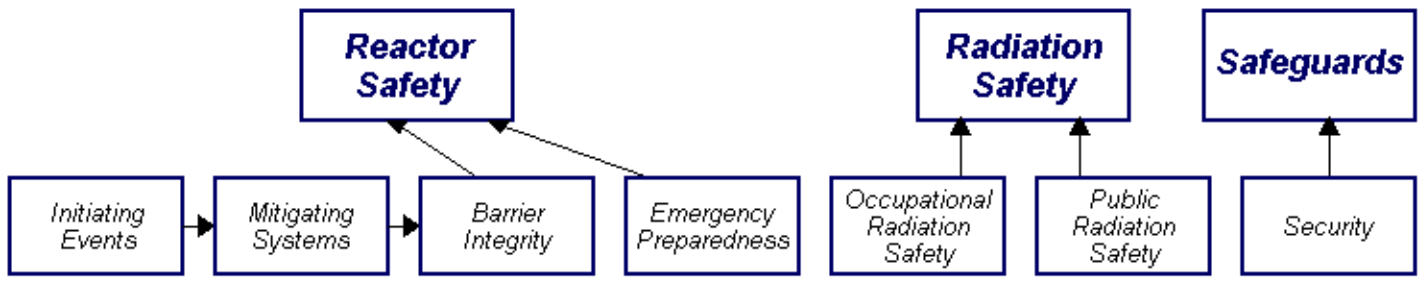 Reactor
Safety
Radiation
Safety
Safeguards
Initiating
Events
Mitigating
Systems
Barrier
Integrity
Emergency
Preparedness
Occupational
Radiation
Safety
Public
Radiation
Safety
Security